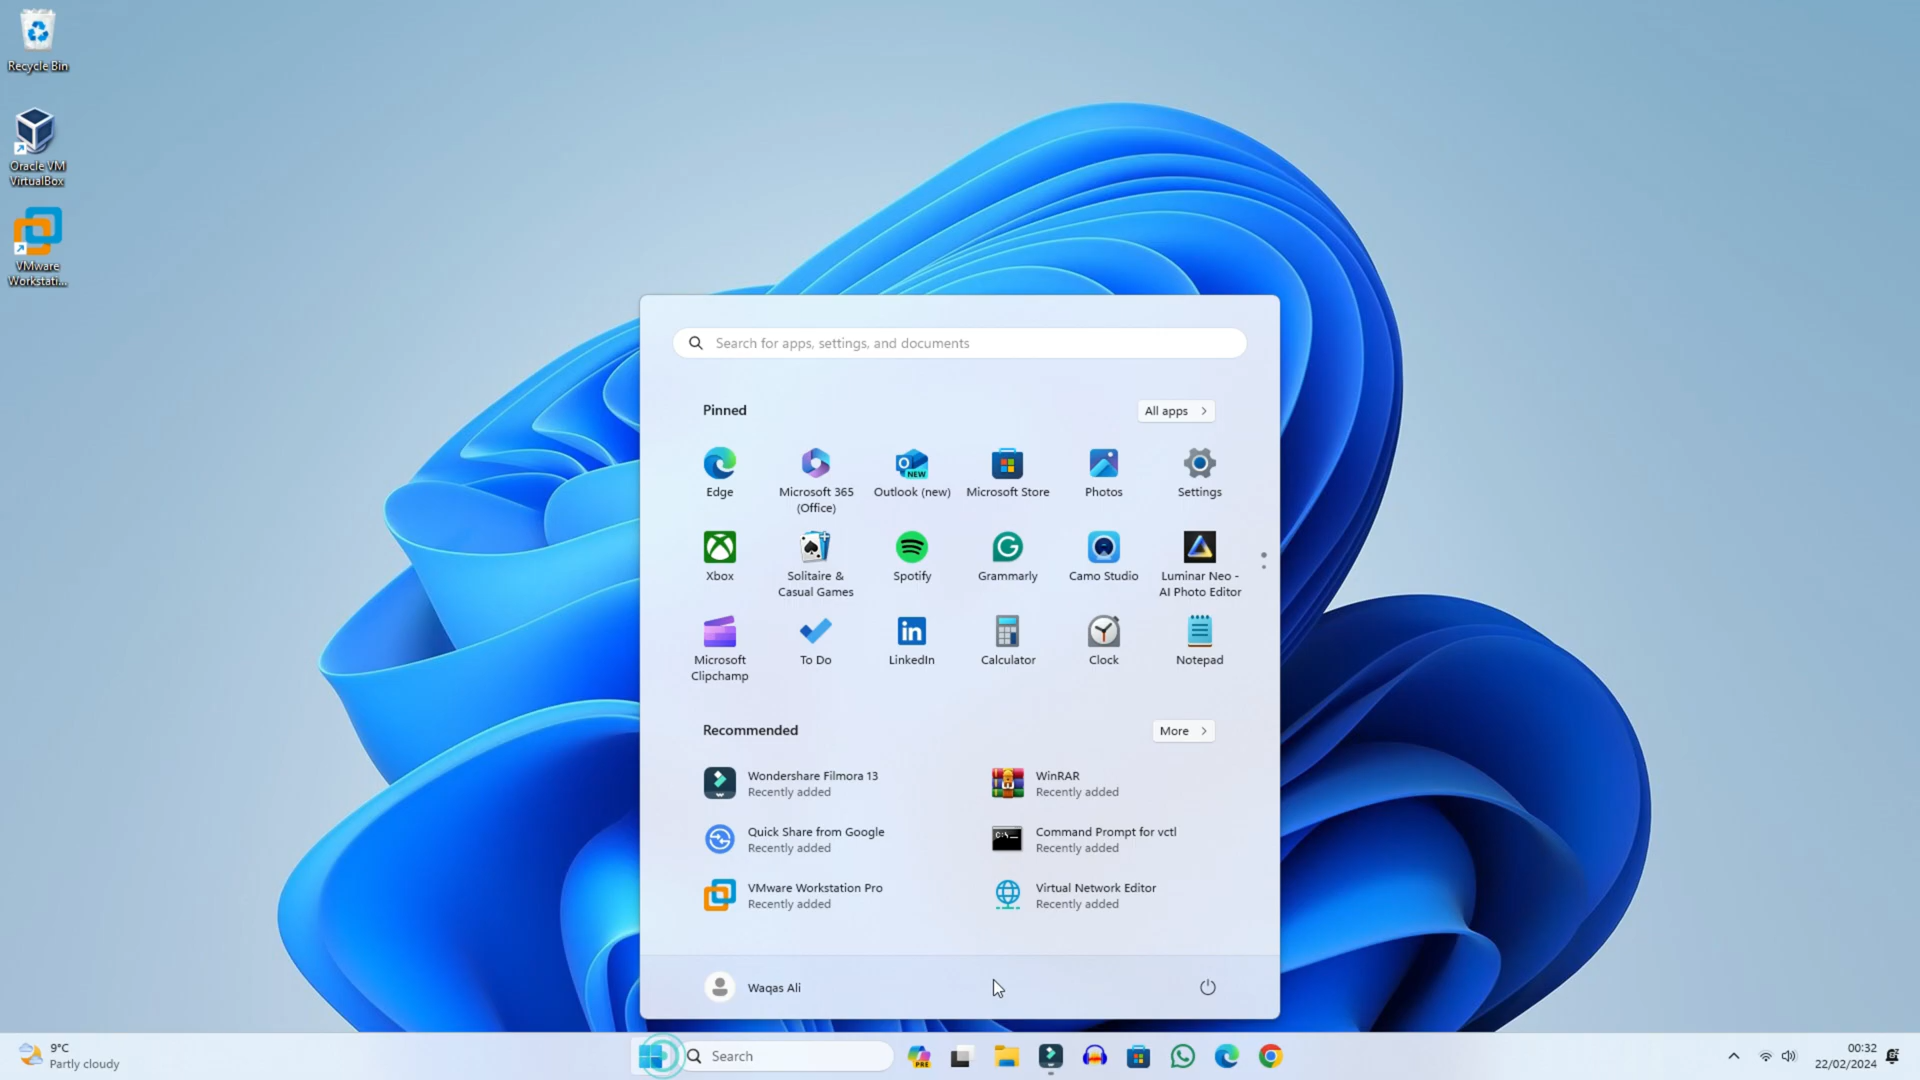 Recycle Bin
Oracle VM
VirtualBox
VMware
Workstati...
Search for apps, settings, and documents
Pinned
All apps
Edge
Microsoft 365
(Office)
NEW
Outlook (new)
Microsoft Store
Photos
Settings
Xbox
Solitaire &
Casual Games
Spotify
Grammarly
Camo Studio
Luminar Neo -
AI Photo Editor
Microsoft
Clipchamp
To Do
in
LinkedIn
Calculator
Clock
Notepad
Recommended
More
Wondershare Filmora 13
Recently added
WinRAR
Recently added
Quick Share from Google
Recently added
C:\_
Command Prompt for vctl
Recently added
VMware Workstation Pro
Recently added
Virtual Network Editor
Recently added
Waqas Ali
9°C
Partly cloudy
Search
PRE
00:32
22/02/2024